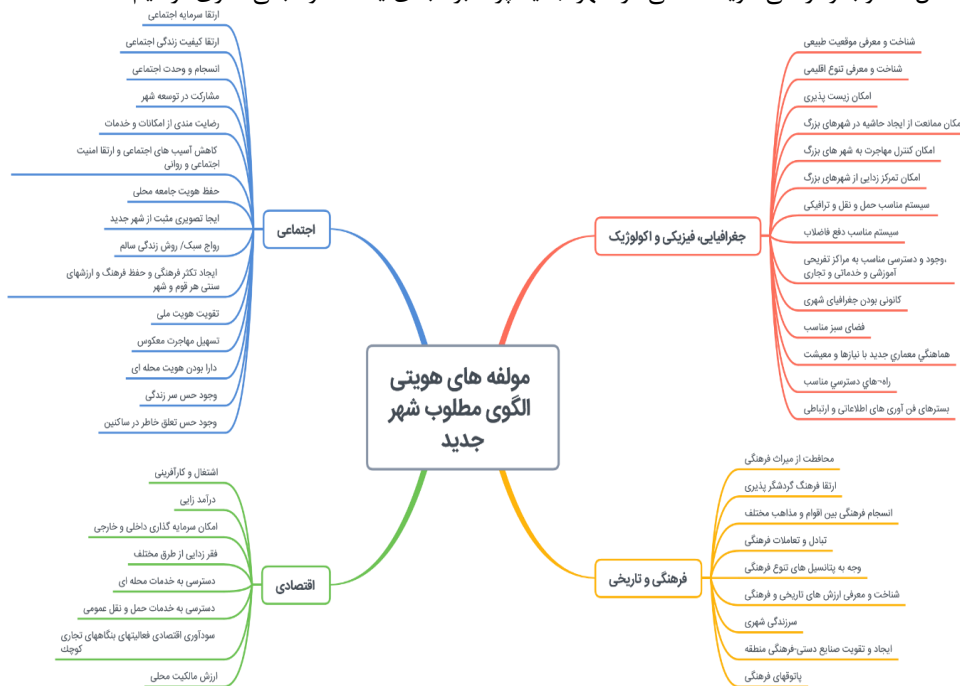 مولفه های هویتی
الگوی مطلوب شهر
جدید
جغرافیایی، فیزیکی و اکولوژیک
شناخت و معرفی موقعیت طبیعی
شناخت و معرفی تنوع اقلیمی
امکان زیست پذیری
مکان ممانعت از ایجاد حاشیه در شهرهای بزرگ
امکان کنترل مهاجرت به شهر های بزرگ
امکان تمرکز زدایی از شهرهای بزرگ
سیستم مناسب حمل و نقل و ترافیکی
سیستم مناسب دفع فاضلاب
،وجود و دسترسی مناسب به مراکز تفریحی
آموزشی و خدماتی و تجاری
کانونی بودن جغرافیای شهری
فضای سبز مناسب
هماهنگي معماري جديد با نيازها و معيشت
راه¬هاي دسترسي مناسب
بسترهای فن آوری های اطلاعاتی و ارتباطی
فرهنگی و تاریخی
محافطت از میراث فرهنگی
ارتقا فرهنگ گردشگر پذیری
انسجام فرهنگی بین اقوام و مذاهب مختلف
تبادل و تعاملات فرهنگی
وجه به پتانسیل های تنوع فرهنگی
شناخت و معرفی ارزش های تاریخی و فرهنگی
سرزندگی شهری
ایجاد و تقویت صنایع دستی-فرهنگی منطقه
پاتوقهای فرهنگی
اجتماعی
ارتقا سرمایه اجتماعی
ارتقا کیفیت زندگی اجتماعی
انسجام و وحدت اجتماعی
مشارکت در توسعه شهر
رضایت مندی از امکانات و خدمات
کاهش آسیب های اجتماعی و ارتقا امنیت
اجتماعی و روانی
حفظ هویت جامعه محلی
ایجا تصویری مثبت از شهر جدید
رواج سبک/ روش زندگی سالم
ایجاد تکثر فرهنگی و حفظ فرهنگ و ارزشهای
سنتی هر قوم و شهر
تقویت هویت ملی
تسهیل مهاجرت معکوس
دارا بودن هویت محله ای
وجود حس سر زندگی
وجود حس تعلق خاطر در ساکنین
اقتصادی
اشتغال و کارآفرینی
درآمد زایی
امکان سرمایه گذاری داخلی و خارجی
فقر زدایی از طرق مختلف
دسترسی به خدمات محله ای
دسترسی به خدمات حمل و نقل عمومی
سودآوری اقتصادی فعالیتهای بنگاههای تجاری
کوچك
ارزش مالکیت محلی